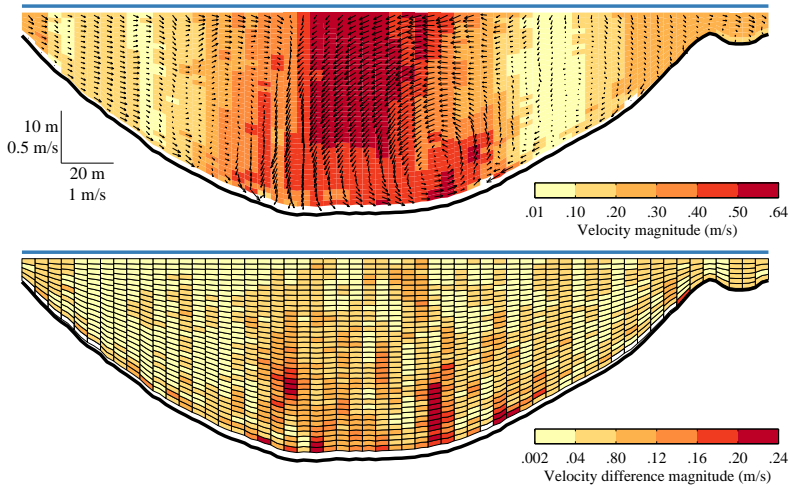 10 m
0.5 m/s
20 m
1 m/s
.01 .10 .20 .30 .40 .50 .64
Velocity magnitude (m/s)
.002 .04 .80 .12 .16 .20 .24
Velocity difference magnitude (m/s)